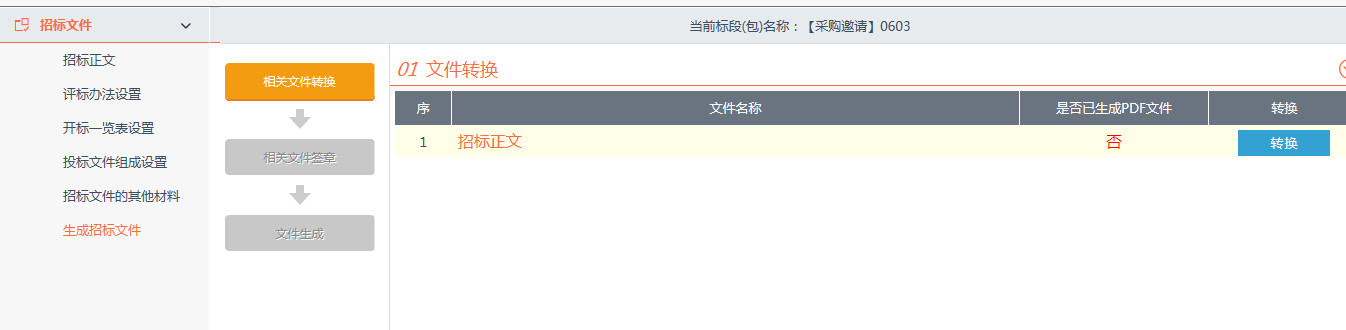 招标文件
当前标段(包)名称：【采购邀请】0603
招标正文
评标办法设置
开标一览表设置
投标文件组成设置
招标文件的其他材料
生成招标文件
相关文件转换
相关文件签章
文件生成
01 文件转换
序 文件名称 是否已生成PDF文件 转换
1 招标正文 否 转换